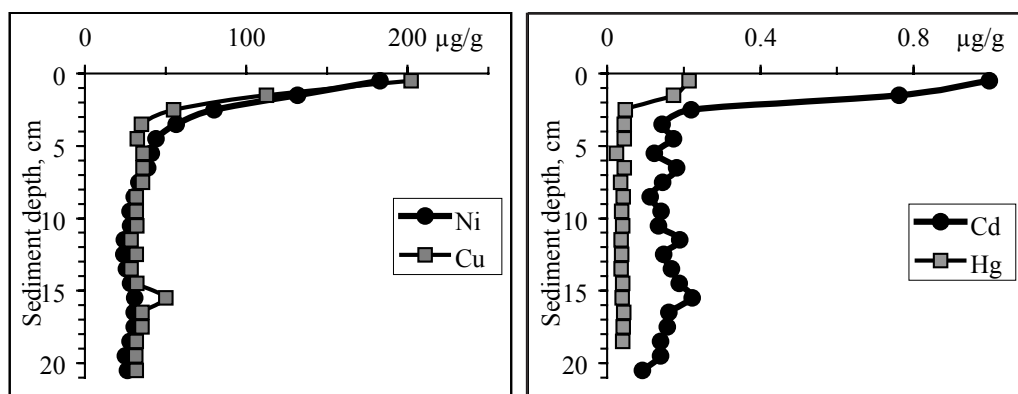 0 100 200 µg/g
0
5
10
15
20
Sediment depth, cm
Ni
Cu
0 0.4 0.8 µg/g
0
5
10
15
20
Sediment depth, cm
Cd
Hg